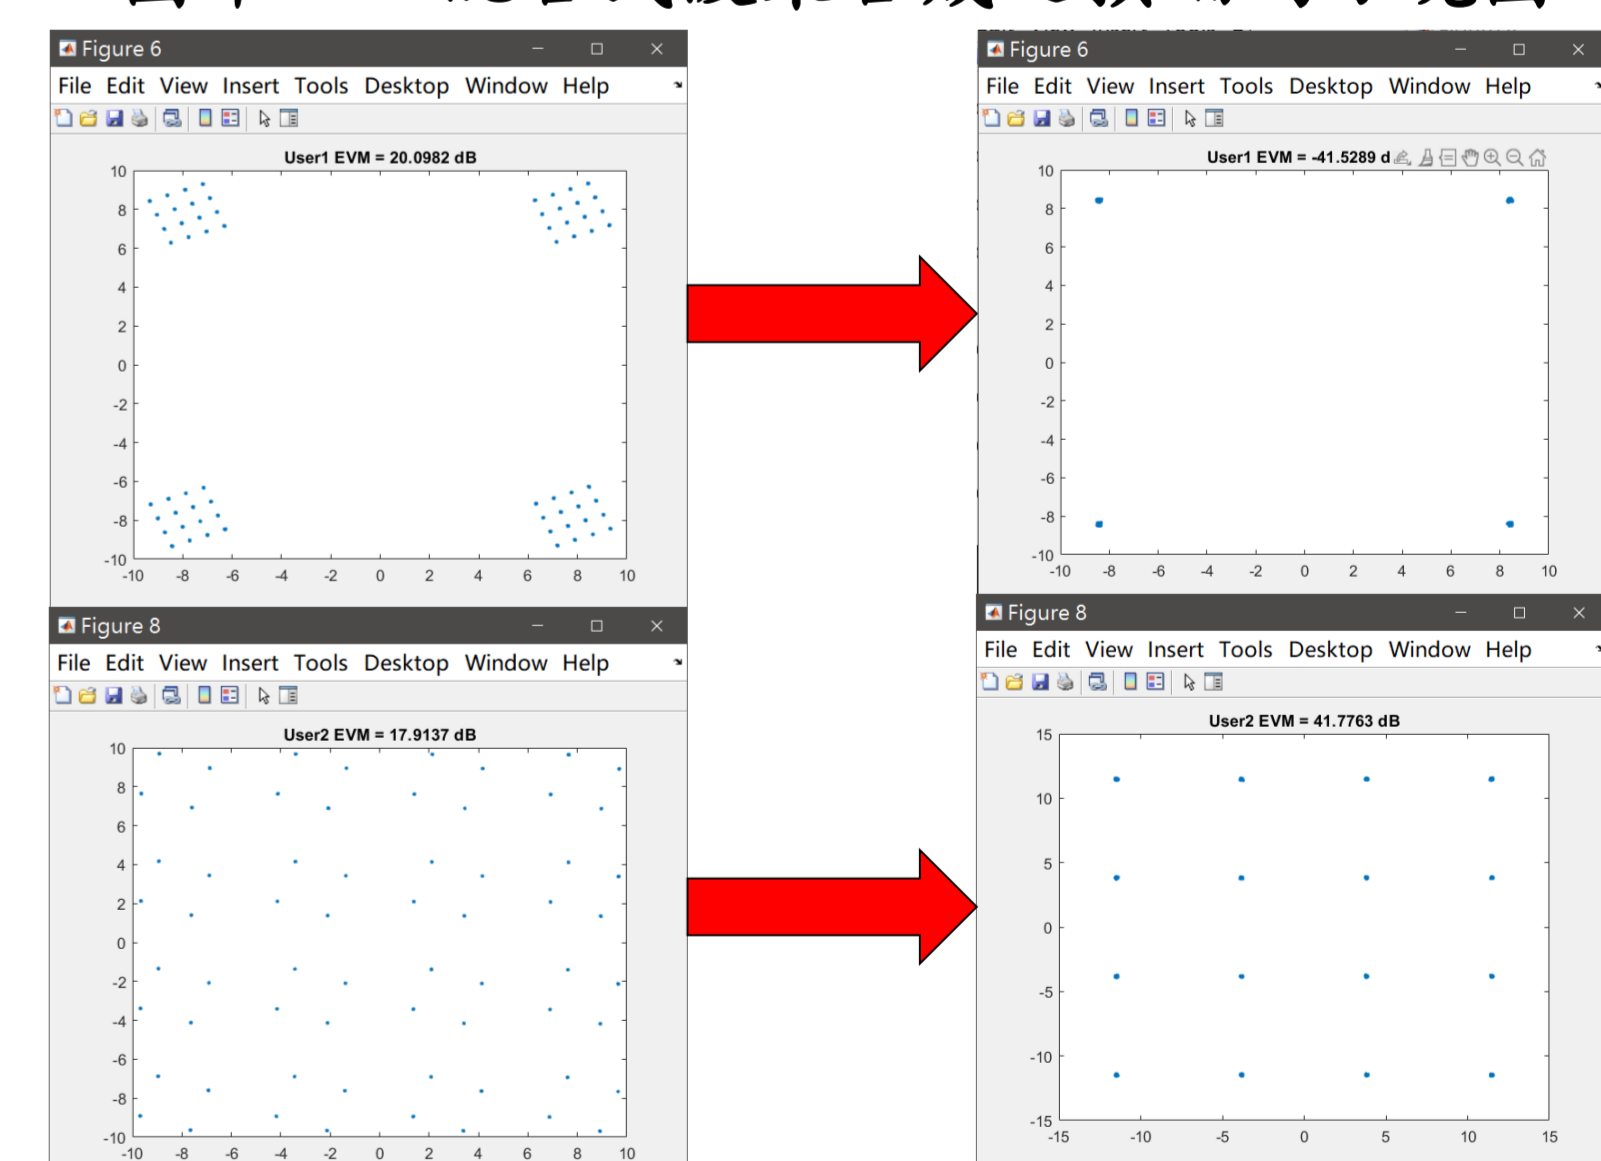 Figure 6
File Edit View Insert Tools Desktop Window Help
User1 EVM = 20.0982 dB
10
8
6
4
2
0
-2
-4
-6
-8
-10
-10 -8 -6 -4 -2 0 2 4 6 8 10
Figure 6
File Edit View Insert Tools Desktop Window Help
User1 EVM = -41.5289 d
10
8
6
4
2
0
-2
-4
-6
-8
-10
-10 -8 -6 -4 -2 0 2 4 6 8 10
Figure 8
File Edit View Insert Tools Desktop Window Help
User2 EVM = 17.9137 dB
10
8
6
4
2
0
-2
-4
-6
-8
-10
-10 -8 -6 -4 -2 0 2 4 6 8 10
Figure 8
File Edit View Insert Tools Desktop Window Help
User2 EVM = 41.7763 dB
15
10
5
0
-5
-10
-15
-15 -10 -5 0 5 10 15